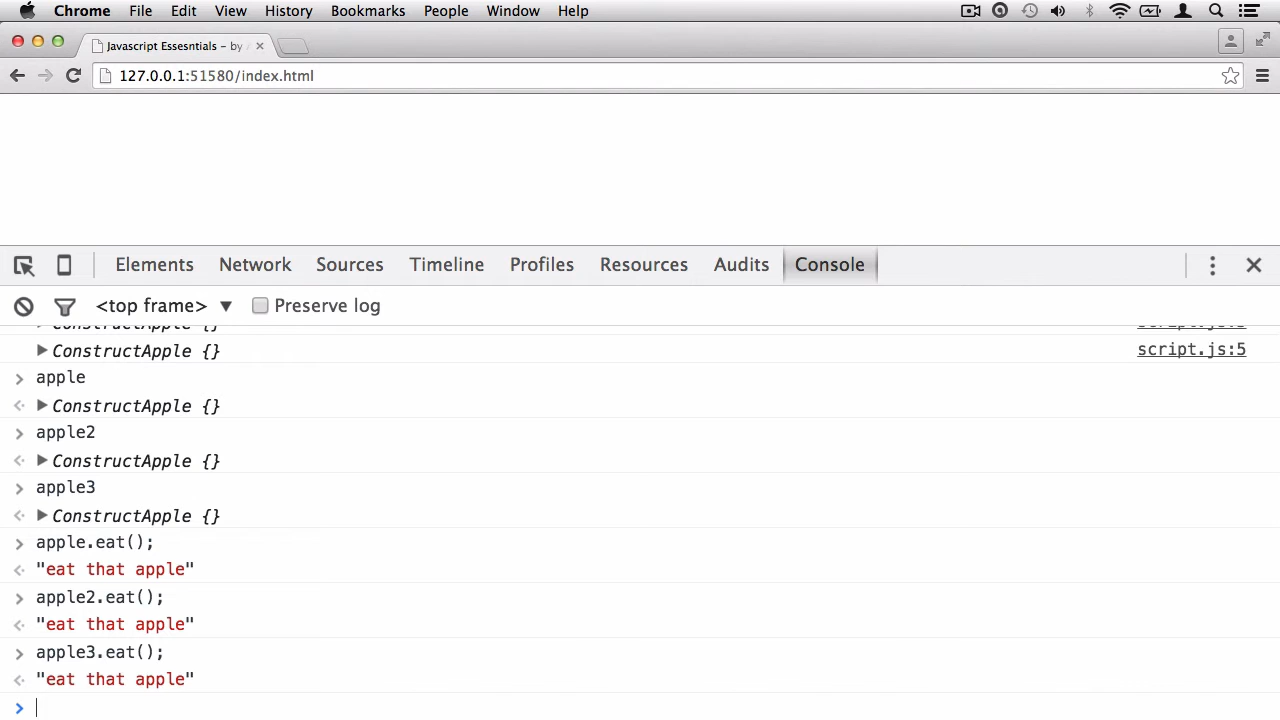 Chrome File Edit View History Bookmarks People Window Help
Javascript Essesntials – by
127.0.0.1:51580/index.html
Elements Network Sources Timeline Profiles Resources Audits Console
<top frame> ▼ Preserve log
ConstructApple {}
ConstructApple {} script.js:5
apple
ConstructApple {}
apple2
ConstructApple {}
apple3
ConstructApple {}
apple.eat();
"eat that apple"
apple2.eat();
"eat that apple"
apple3.eat();
"eat that apple"